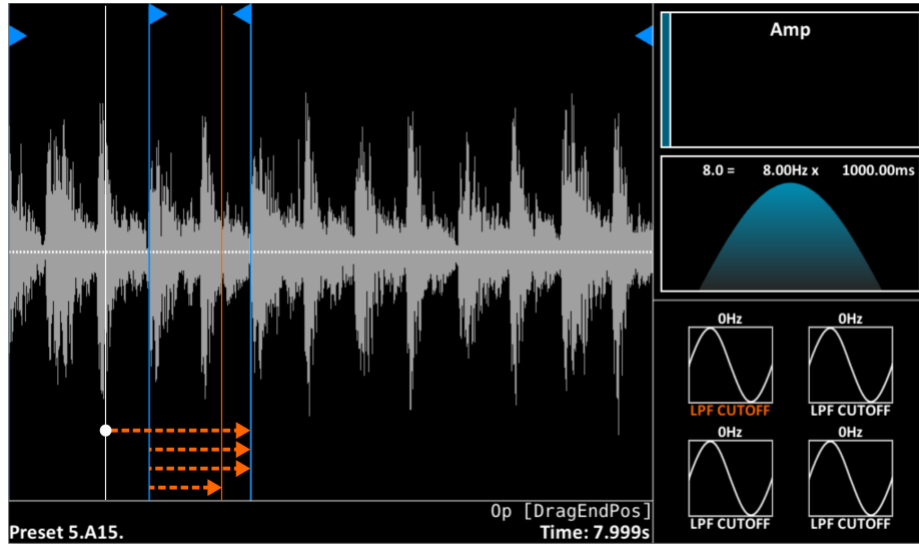 Amp
8.0 = 8.00Hz x 1000.00ms
0Hz 0Hz
LPF CUTOFF LPF CUTOFF
0Hz 0Hz
LPF CUTOFF LPF CUTOFF
Op [DragEndPos]
Preset 5.A15. Time: 7.999s